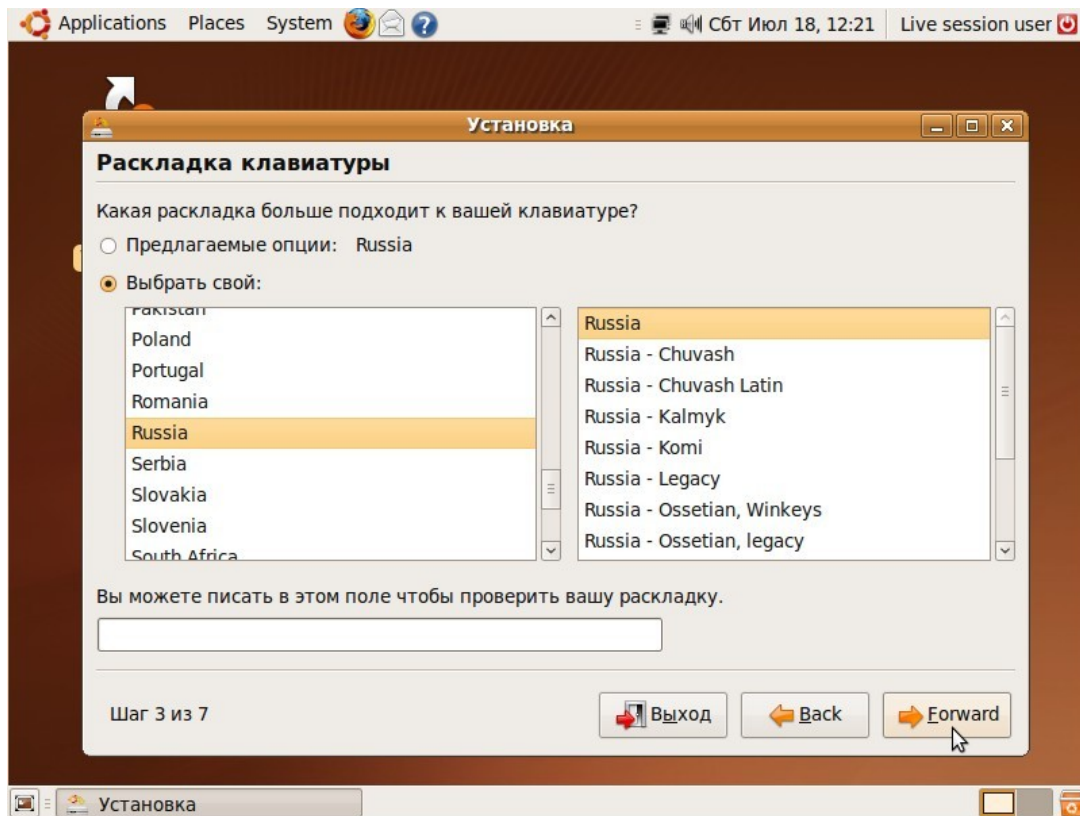 Applications Places System Сбт Июл 18, 12:21 Live session user
Установка
Раскладка клавиатуры
Какая раскладка больше подходит к вашей клавиатуре?
Предлагаемые опции: Russia
Выбрать свой:
Pakistan
Poland
Portugal
Romania
Russia
Serbia
Slovakia
Slovenia
South Africa
Russia
Russia - Chuvash
Russia - Chuvash Latin
Russia - Kalmyk
Russia - Komi
Russia - Legacy
Russia - Ossetian, Winkeys
Russia - Ossetian, legacy
Вы можете писать в этом поле чтобы проверить вашу раскладку.
Шаг 3 из 7
Выход
Back
Forward
Установка